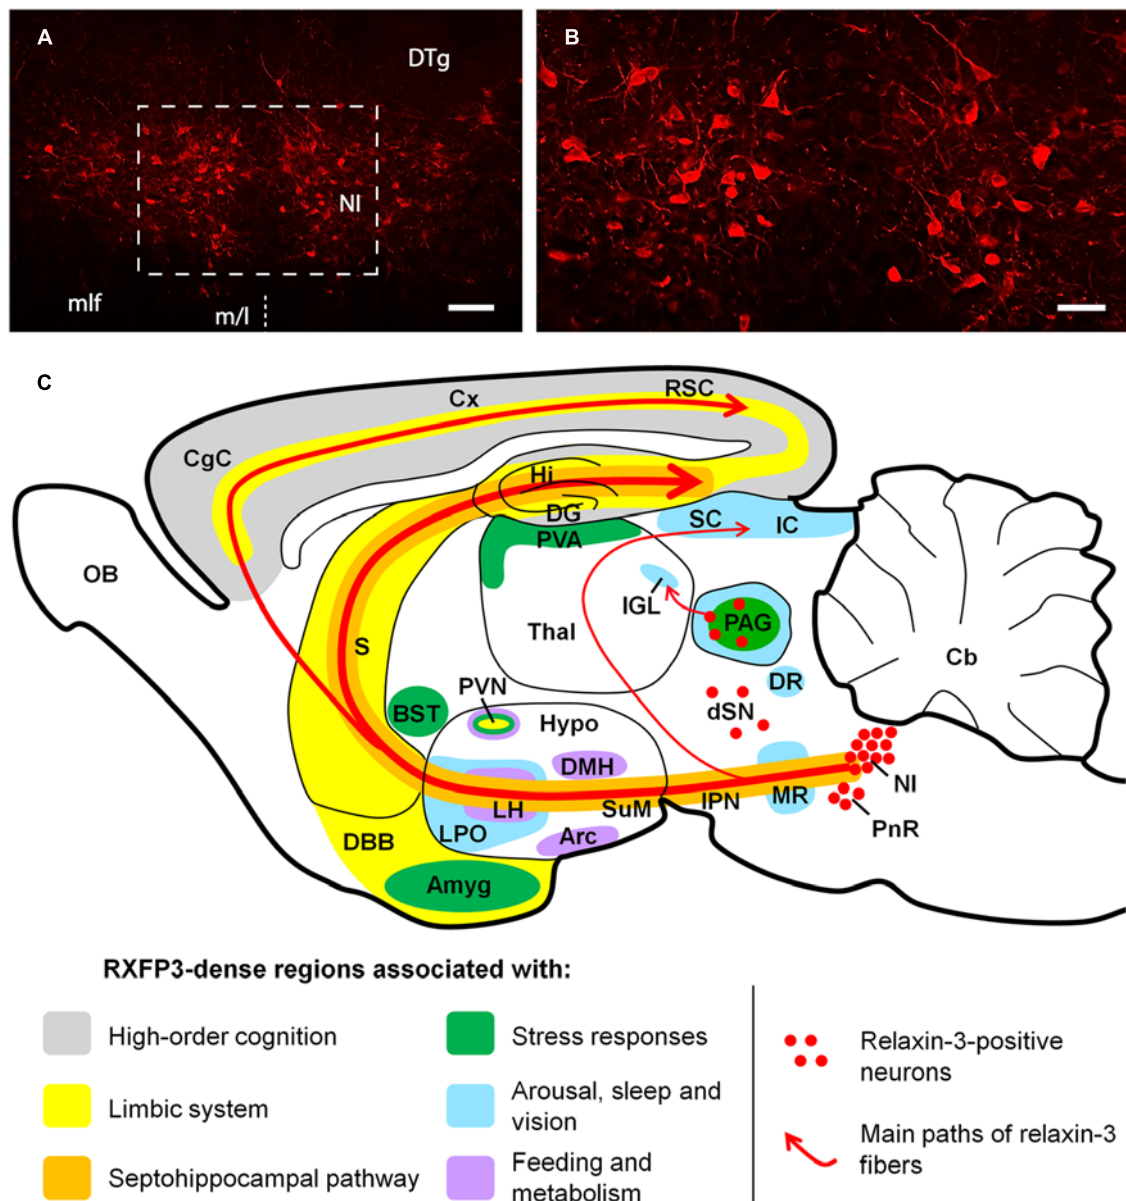 A
DTg
NI
mlf
m/l
B
C
Cx
RSC
CgC
Hi
DG
SC
IC
PVA
OB
IGL
Thal
PAG
Cb
S
PVN
DR
BST
Hypo
dSN
DMH
NI
LH
SuM
IPN
MR
PnR
DBB
LPO
Arc
Amyg
RXFP3-dense regions associated with:
High-order cognition
Limbic system
Septohippocampal pathway
Stress responses
Arousal, sleep and
vision
Feeding and
metabolism
Relaxin-3-positive
neurons
Main paths of relaxin-3
fibers